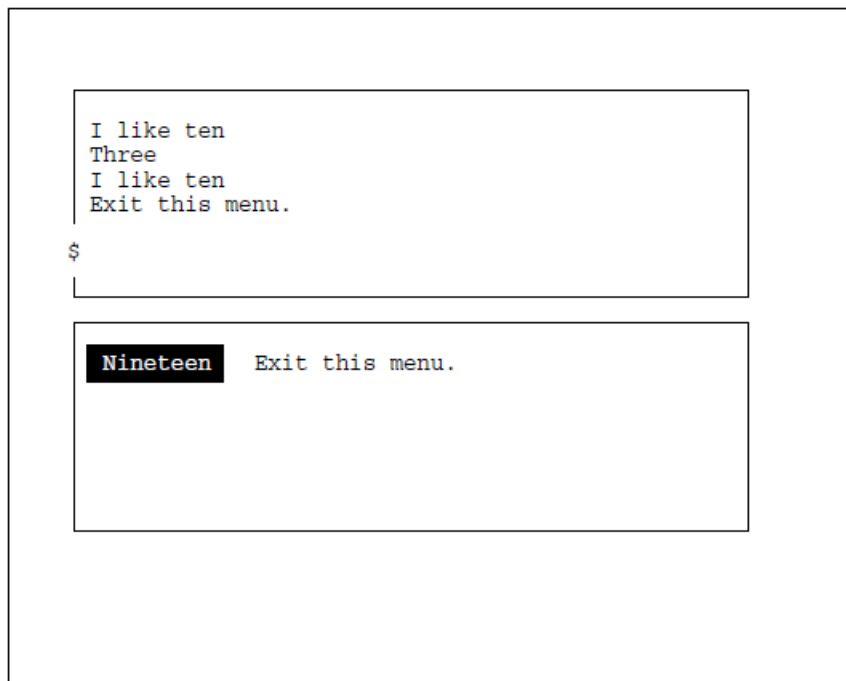 I like ten
Three
I like ten
Exit this menu.
$
Nineteen Exit this menu.